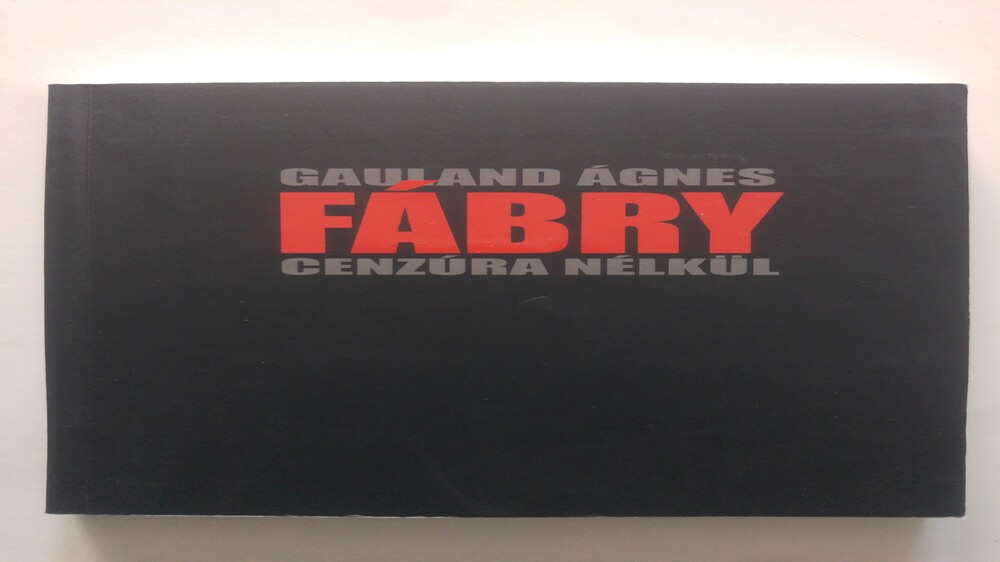 GAULAND ÁGNES
FÁBRY
CENZÚRA NÉLKÜL